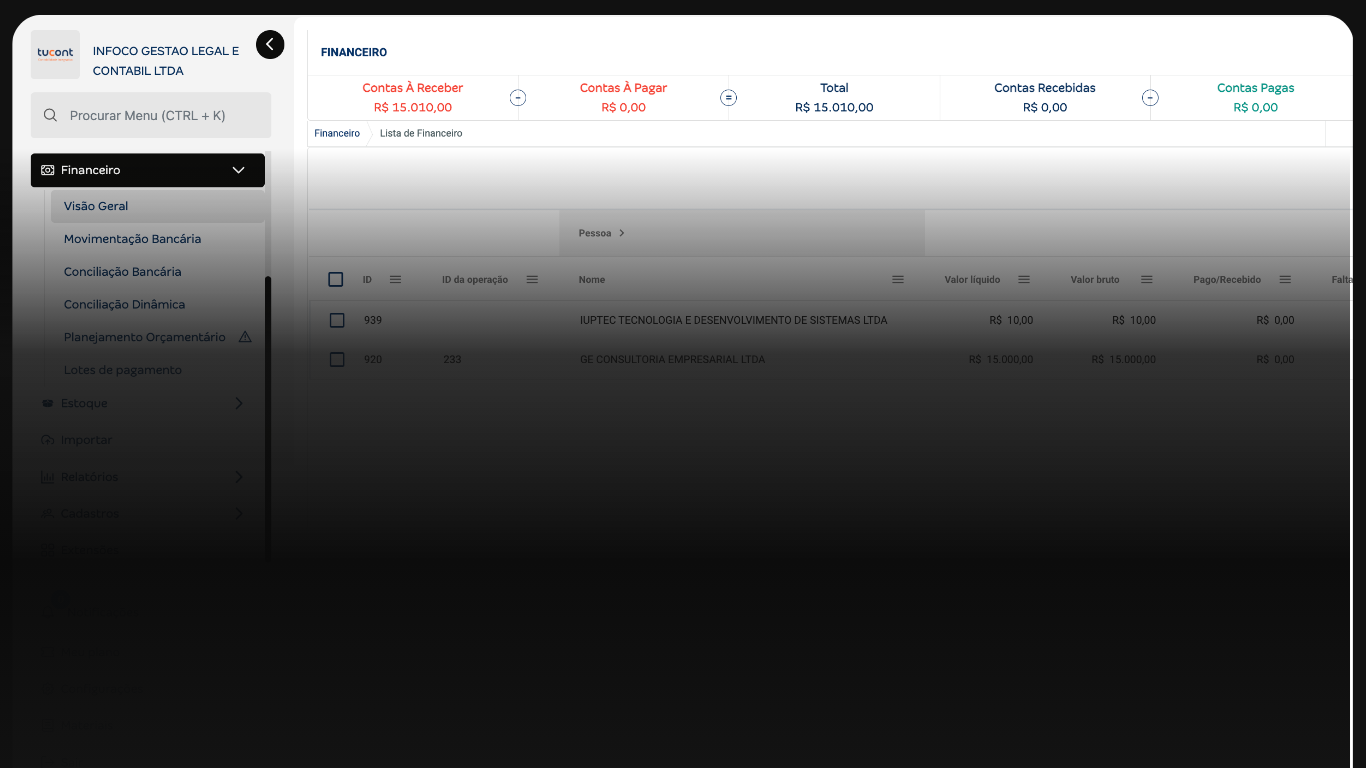 tucont
INFOCO GESTAO LEGAL E
CONTABIL LTDA
Procurar Menu (CTRL + K)
Financeiro
Visão Geral
Movimentação Bancária
Conciliação Bancária
Conciliação Dinâmica
Planejamento Orçamentário
Lotes de pagamento
Estoque
Importar
Relatórios
Cadastros
FINANCEIRO
Contas À Receber
R$ 15.010,00
-
Contas À Pagar
R$ 0,00
=
Total
R$ 15.010,00
Contas Recebidas
R$ 0,00
-
Contas Pagas
R$ 0,00
Financeiro
Lista de Financeiro
Pessoa
ID
ID da operação
Nome
Valor líquido
Valor bruto
Pago/Recebido
Falta
939
IUPTEC TECNOLOGIA E DESENVOLVIMENTO DE SISTEMAS LTDA
R$ 10,00
R$ 10,00
R$ 0,00
920
233
GE CONSULTORIA EMPRESARIAL LTDA
R$ 15.000,00
R$ 15.000,00
R$ 0,00